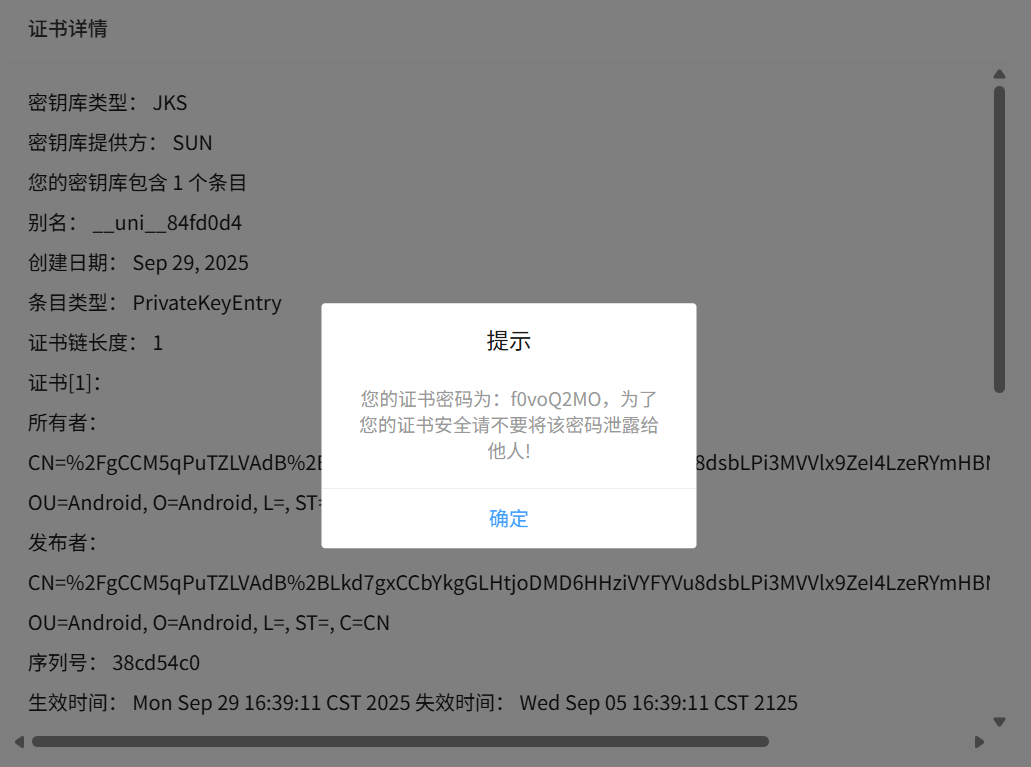 证书详情
密钥库类型： JKS
密钥库提供方： SUN
您的密钥库包含 1 个条目
别名： __uni__84fd0d4
创建日期： Sep 29, 2025
条目类型： PrivateKeyEntry
证书链长度： 1
证书[1]:
所有者:
CN=%2FgCCM5qPuTZLVAdB%2B 8dsbLPi3MVVlx9ZeI4LzeRYmHB
OU=Android, O=Android, L=, ST=
发布者:
CN=%2FgCCM5qPuTZLVAdB%2BLkd7gxCCbYkgGLHtjoDMD6HHziVYFYVu8dsbLPi3MVVlx9ZeI4LzeRYmHB
OU=Android, O=Android, L=, ST=, C=CN
序列号： 38cd54c0
生效时间： Mon Sep 29 16:39:11 CST 2025 失效时间： Wed Sep 05 16:39:11 CST 2125
提示
您的证书密码为：f0voQ2MO，为了
您的证书安全请不要将该密码泄露给
他人!
确定